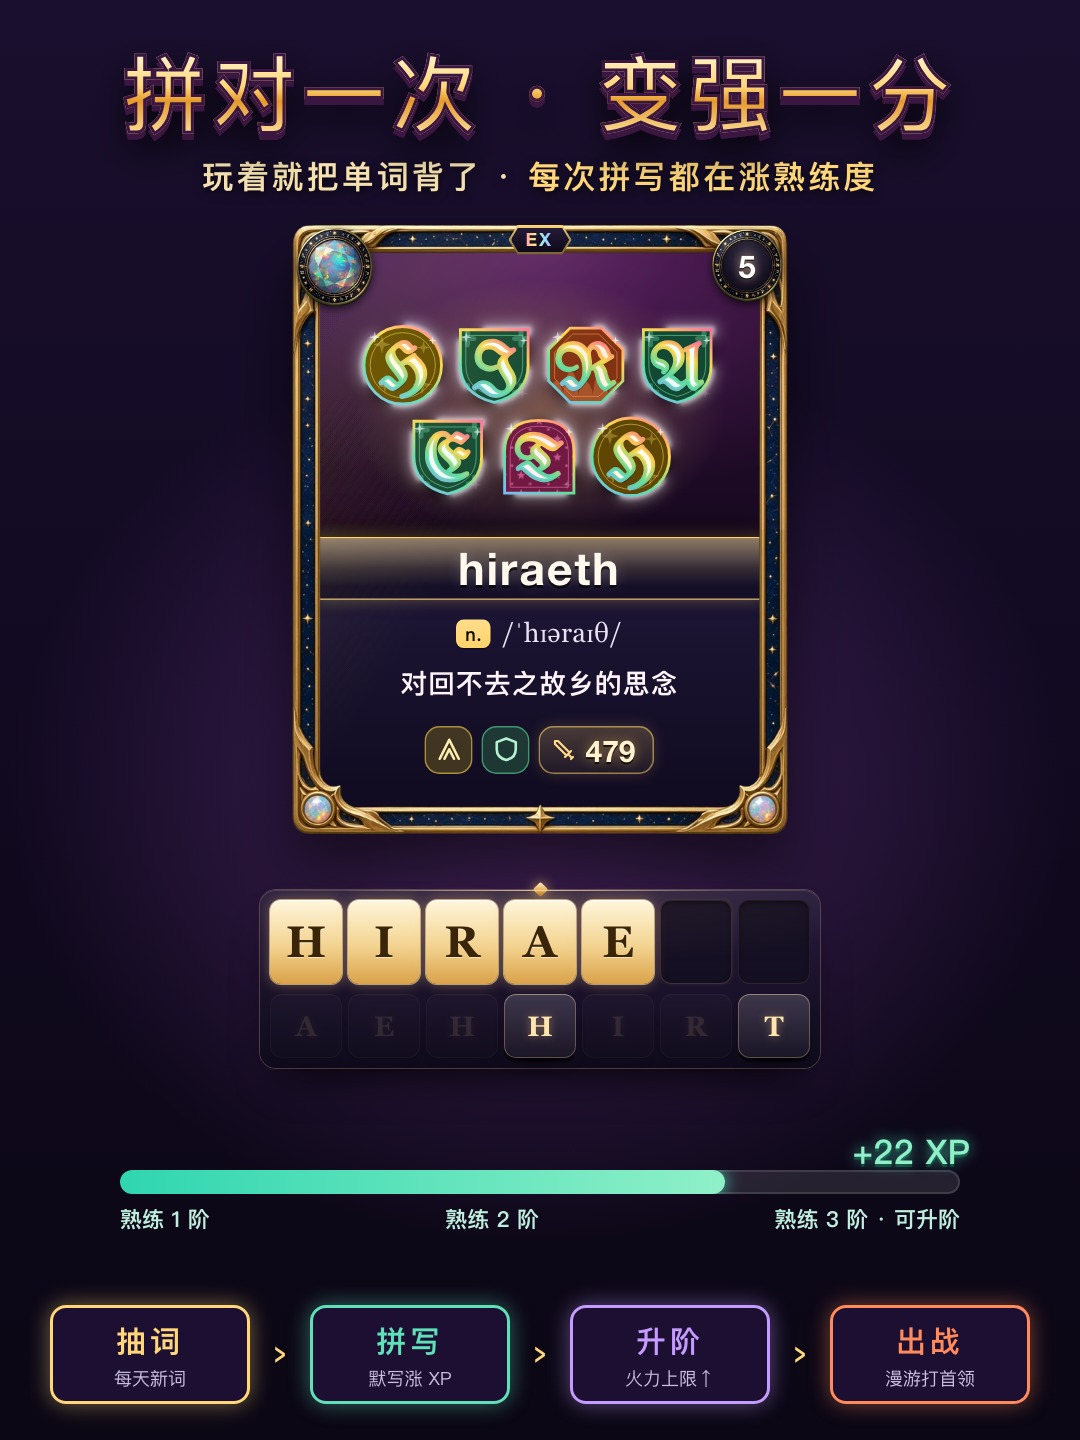 拼对一次 · 变强一分
玩着就把单词背了 · 每次拼写都在涨熟练度
EX
5
H I R A
E T H
hiraeth
n. /ˈhɪəraɪθ/
对回不去之故乡的思念
479
H I R A E
A E H H I R T
+22 XP
熟练 1 阶 熟练 2 阶 熟练 3 阶 · 可升阶
抽词 > 拼写 > 升阶 > 出战
每天新词 默写涨 XP 火力上限↑ 漫游打首领